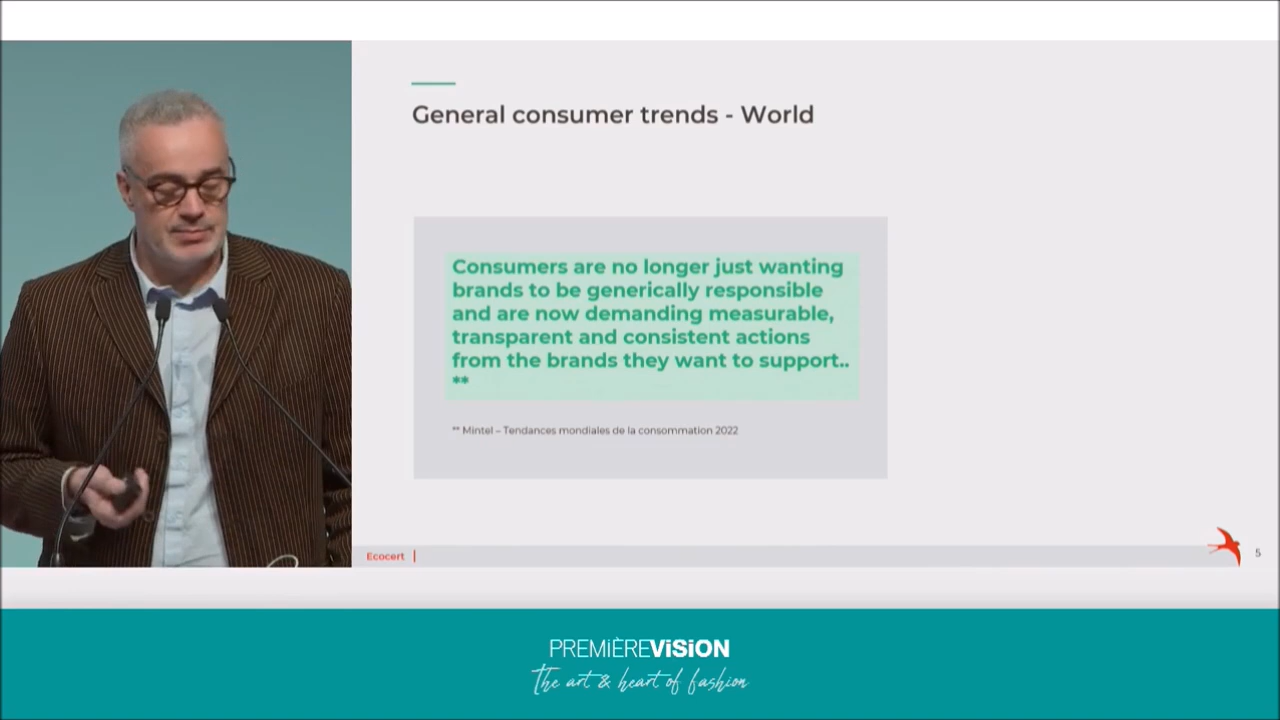 General consumer trends - World
Consumers are no longer just wanting
brands to be generically responsible
and are now demanding measurable,
transparent and consistent actions
from the brands they want to support..
**
** Mintel – Tendances mondiales de la consommation 2022
Ecocert |
5
PREMIÈREViSiON
The art & heart of fashion